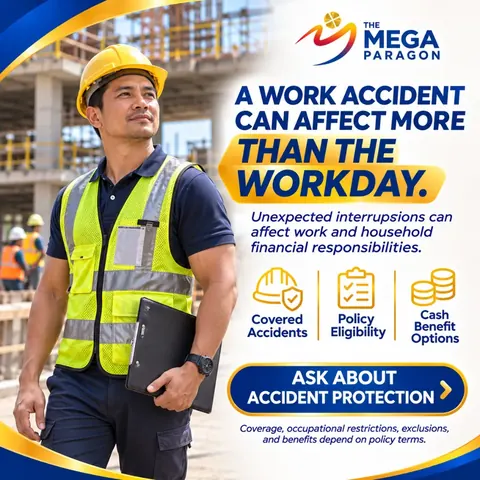 THE
MEGA
PARAGON
A WORK ACCIDENT
CAN AFFECT MORE
THAN THE
WORKDAY.
Unexpected interrupsions can
affect work and household
financial responsibilities.
Covered
Accidents
Policy
Eligibility
Cash
Benefit
Options
ASK ABOUT
ACCIDENT PROTECTION
Coverage, occupational restrictions, exclusions,
and benefits depend on policy terms.